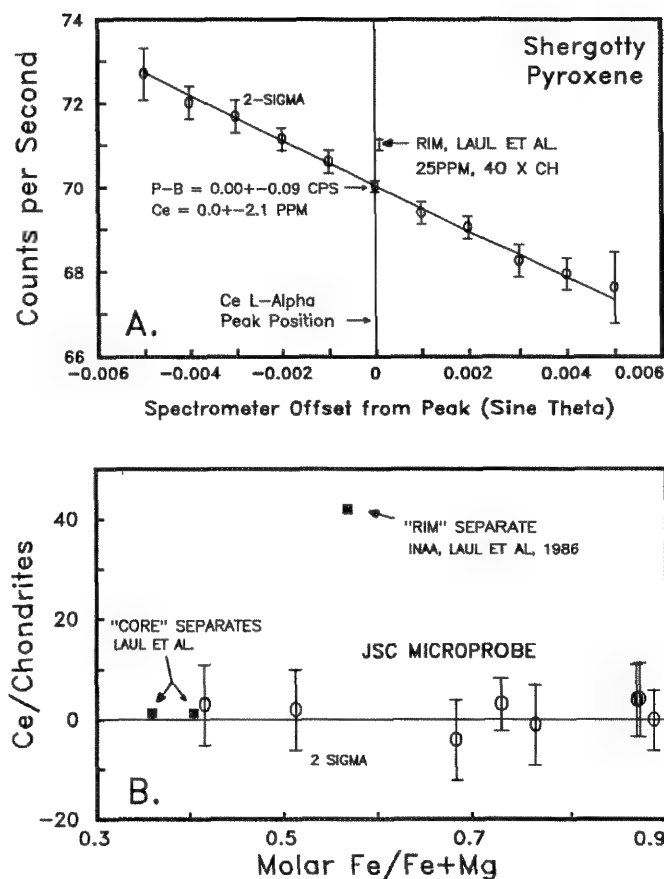 74
72
70
68
66
Counts per Second
Shergotty
Pyroxene
2-SIGMA
RIM, LAUL ET AL.
25PPM, 40 X CH
P-B = 0.00+-0.09 CPS
Ce = 0.0+-2.1 PPM
Ce L-Alpha
Peak Position
A.
-0.006
-0.004
-0.002
0
0.002
0.004
0.006
Spectrometer Offset from Peak (Sine Theta)
40
20
0
-20
Ce/Chondrites
"RIM" SEPARATE
INAA, LAUL ET AL, 1986
"CORE" SEPARATES
LAUL ET AL.
JSC MICROPROBE
2 SIGMA
B.
0.3
0.5
0.7
0.9
Molar Fe/Fe+Mg